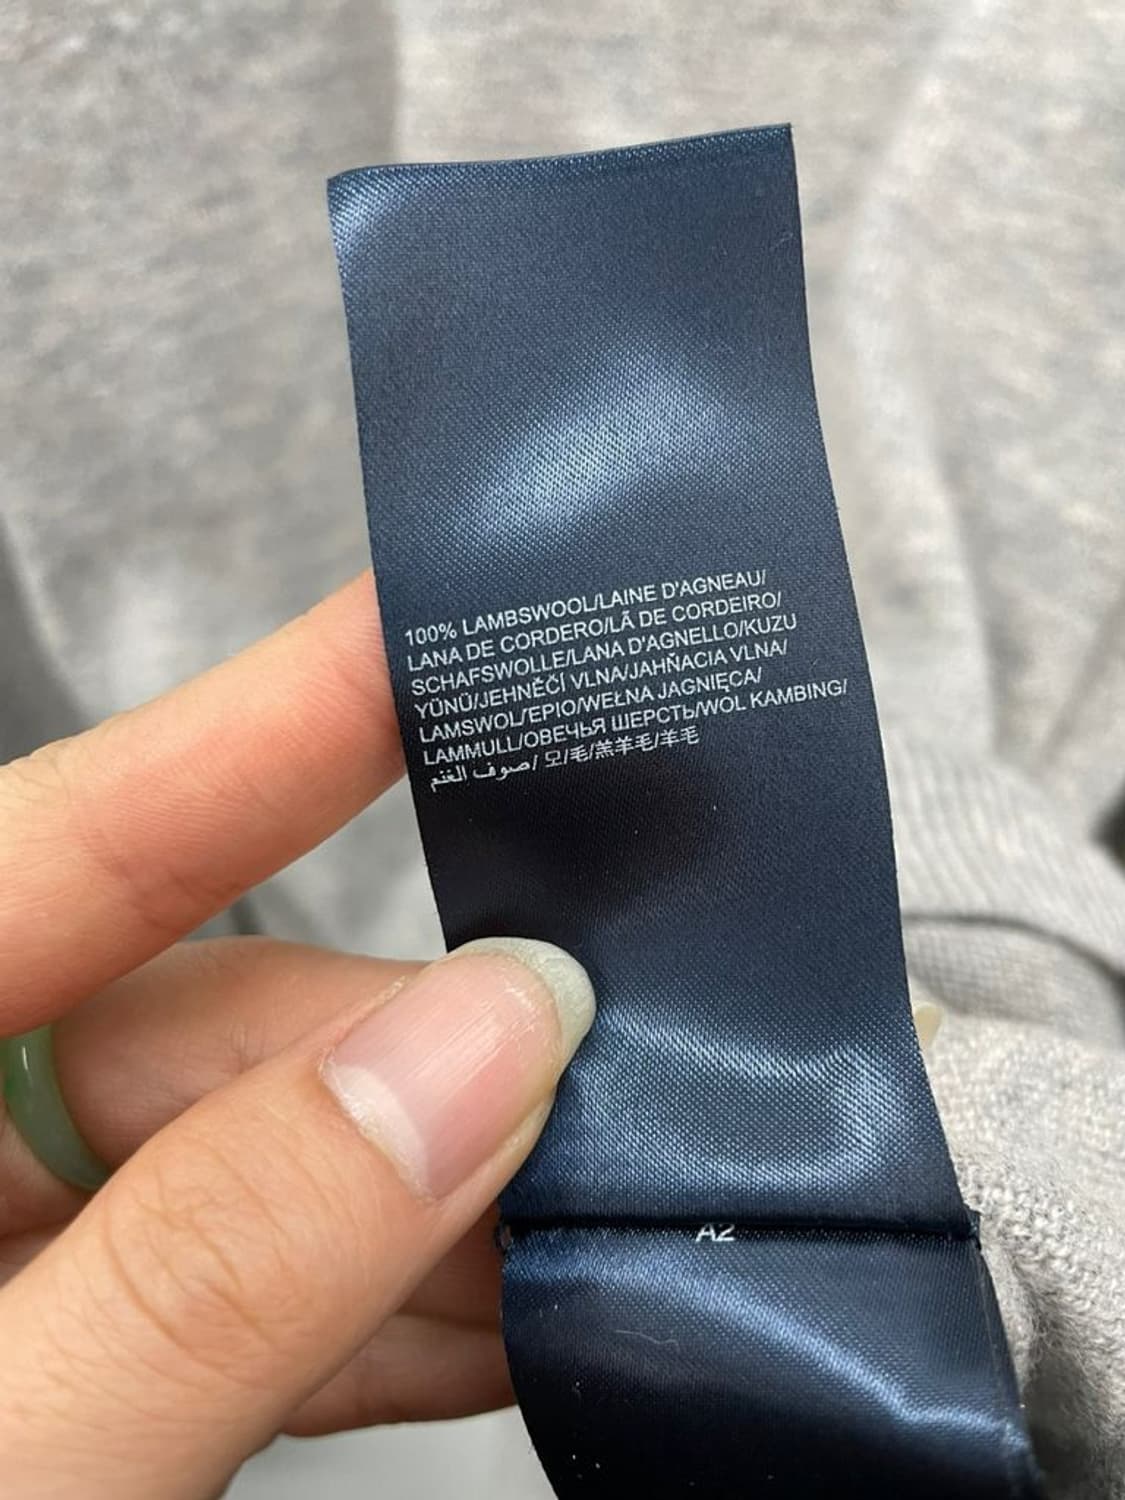 100% LAMBSWOOL/LAINE D'AGNEAU/
LANA DE CORDERO/LÃ DE CORDEIRO/
SCHAFSWOLLE/LANA D'AGNELLO/KUZU
YÜNÜ/JEHNĚČÍ VLNA/JAHŇACIA VLNA/
LAMSWOL/EPIO/WEŁNA JAGNIĘCA/
LAMMULL/ОВЕЧЬЯ ШЕРСТЬ/WOL KAMBING/
صوف الغنم/ 모/毛/羔羊毛/羊毛
A2